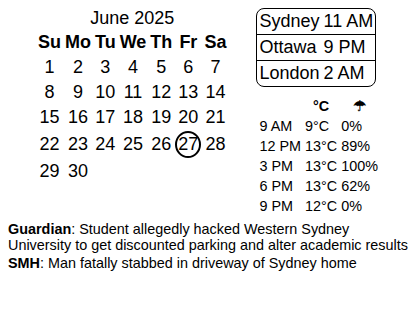 June 2025
Su Mo Tu We Th Fr Sa
1 2 3 4 5 6 7
8 9 10 11 12 13 14
15 16 17 18 19 20 21
22 23 24 25 26 27 28
29 30
Sydney 11 AM
Ottawa 9 PM
London 2 AM
°C ☂
9 AM 9°C 0%
12 PM 13°C 89%
3 PM 13°C 100%
6 PM 13°C 62%
9 PM 12°C 0%
Guardian: Student allegedly hacked Western Sydney
University to get discounted parking and alter academic results
SMH: Man fatally stabbed in driveway of Sydney home